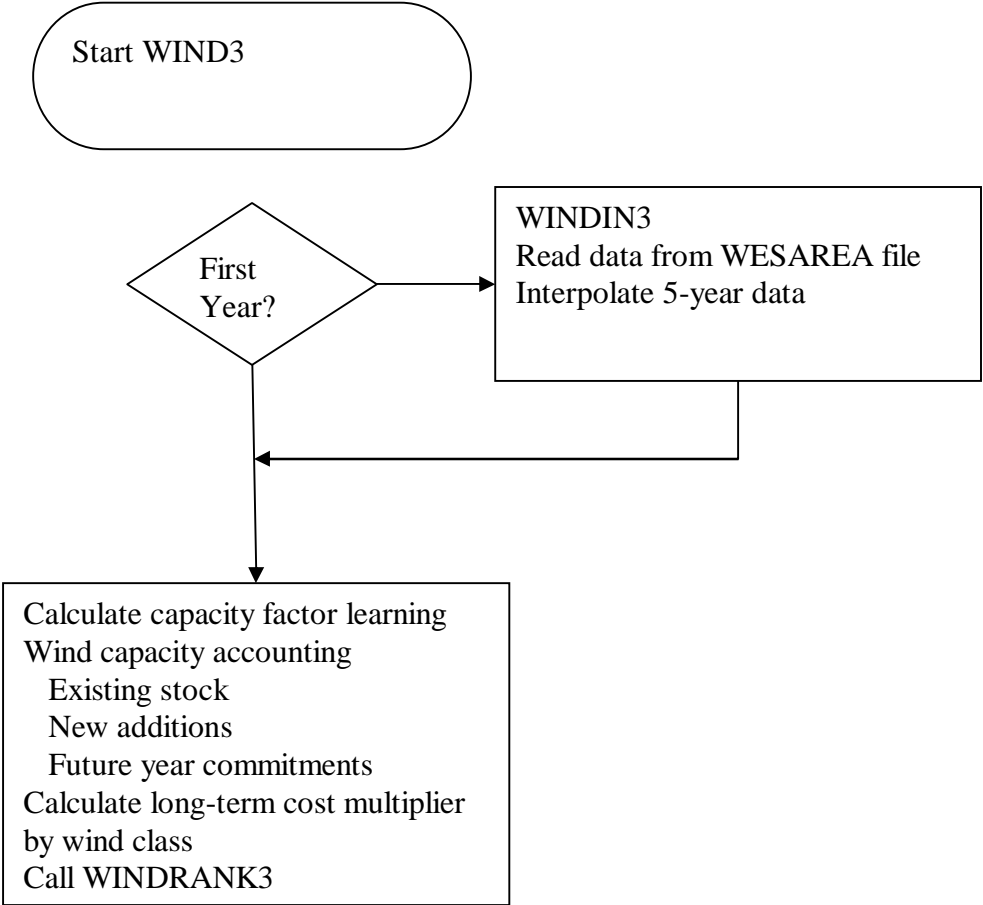 Start WIND3
First
Year?
WINDIN3
Read data from WESAREA file
Interpolate 5-year data
Calculate capacity factor learning
Wind capacity accounting
Existing stock
New additions
Future year commitments
Calculate long-term cost multiplier
by wind class
Call WINDRANK3